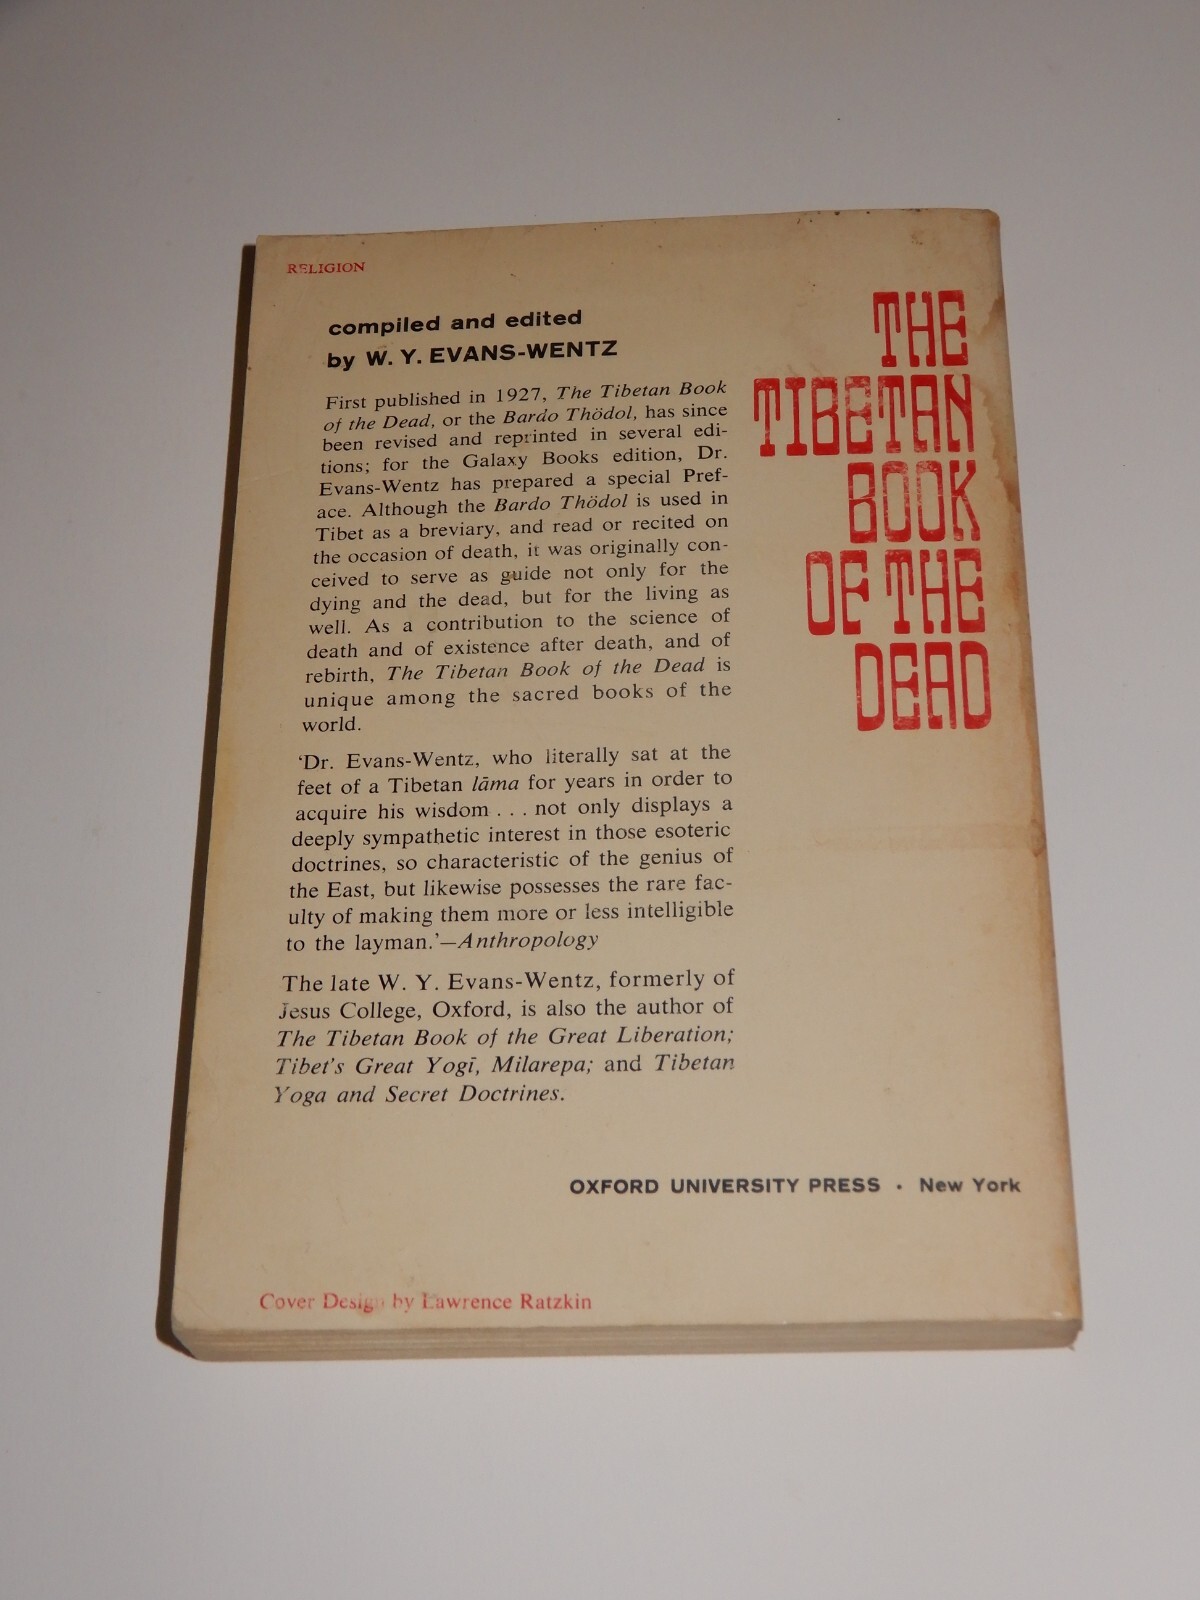 RELIGION
compiled and edited
by W. Y. EVANS-WENTZ
First published in 1927, The Tibetan Book
of the Dead, or the Bardo Thödol, has since
been revised and reprinted in several edi-
tions; for the Galaxy Books edition, Dr.
Evans-Wentz has prepared a special Pref-
ace. Although the Bardo Thödol is used in
Tibet as a breviary, and read or recited on
the occasion of death, it was originally con-
ceived to serve as guide not only for the
dying and the dead, but for the living as
well. As a contribution to the science of
death and of existence after death, and of
rebirth, The Tibetan Book of the Dead is
unique among the sacred books of the
world.
‘Dr. Evans-Wentz, who literally sat at the
feet of a Tibetan lāma for years in order to
acquire his wisdom . . . not only displays a
deeply sympathetic interest in those esoteric
doctrines, so characteristic of the genius of
the East, but likewise possesses the rare fac-
ulty of making them more or less intelligible
to the layman.’—Anthropology
The late W. Y. Evans-Wentz, formerly of
Jesus College, Oxford, is also the author of
The Tibetan Book of the Great Liberation;
Tibet's Great Yogī, Milarepa; and Tibetan
Yoga and Secret Doctrines.
THE
TIBETAN
BOOK
OF THE
DEAD
OXFORD UNIVERSITY PRESS · New York
Cover Design by Lawrence Ratzkin